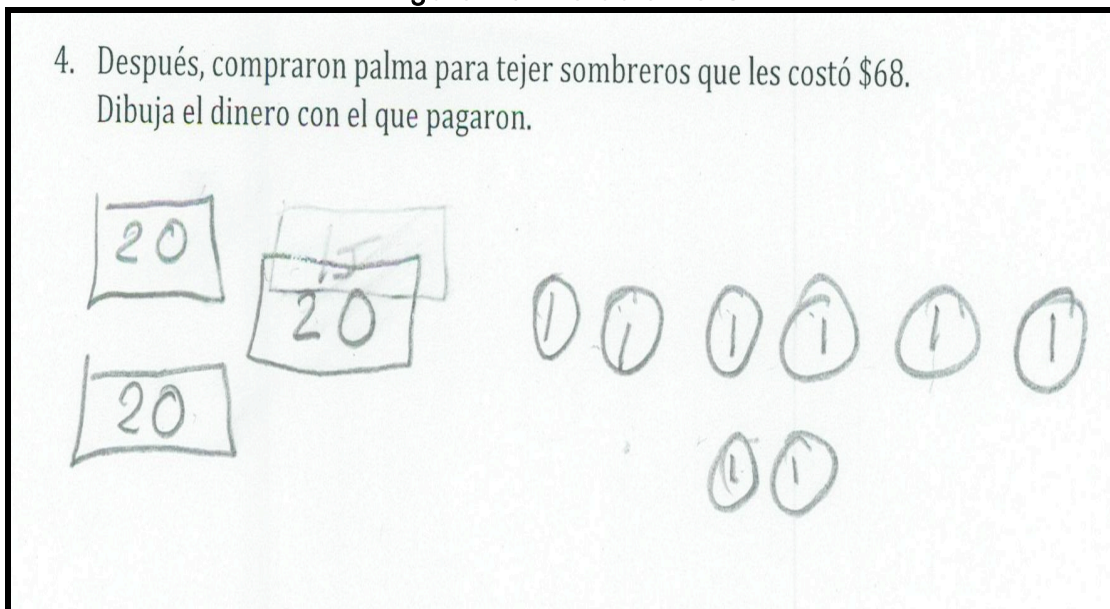 4. Después, compraron palma para tejer sombreros que les costó $68.
Dibuja el dinero con el que pagaron.
20
20
20
1 1 1 1 1 1
1 1